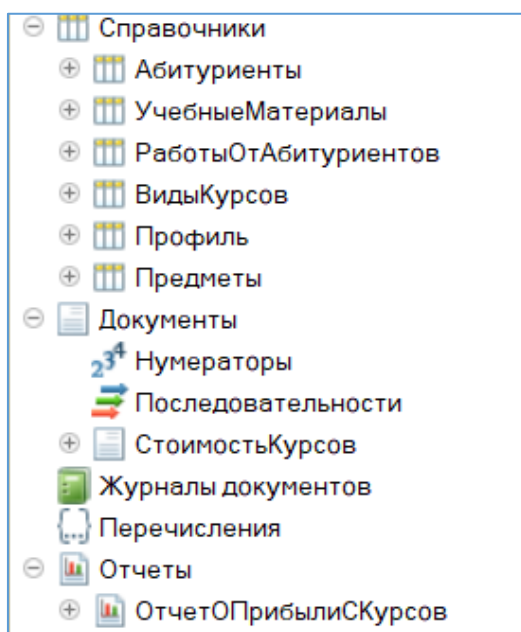 Справочники
Абитуриенты
УчебныеМатериалы
РаботыОтАбитуриентов
ВидыКурсов
Профиль
Предметы
Документы
Нумераторы
Последовательности
СтоимостьКурсов
Журналы документов
Перечисления
Отчеты
ОтчетОПрибылиСКурсов